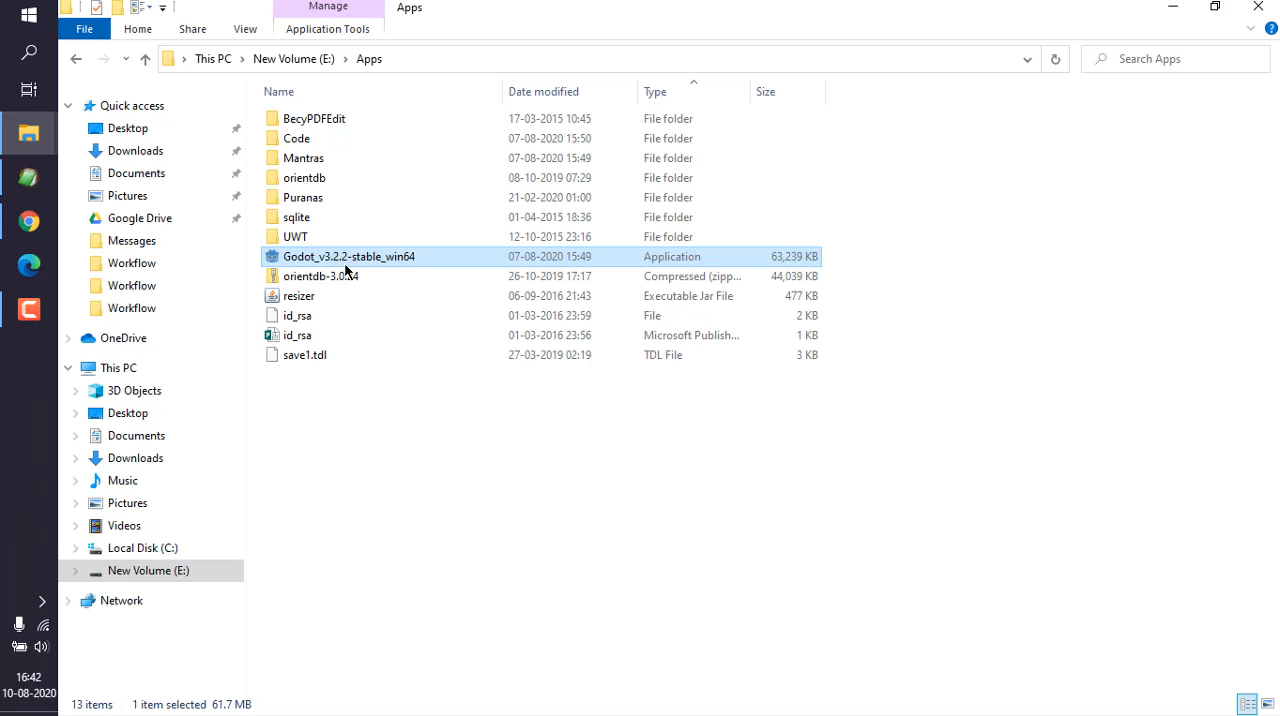 Manage
Apps
File
Home
Share
View
Application Tools
This PC
New Volume (E:)
Apps
Search Apps
Name
Date modified
Type
Size
Quick access
Desktop
Downloads
Documents
Pictures
Google Drive
Messages
Workflow
Workflow
Workflow
OneDrive
This PC
3D Objects
Desktop
Documents
Downloads
Music
Pictures
Videos
Local Disk (C:)
New Volume (E:)
Network
BecyPDFEdit 17-03-2015 10:45 File folder
Code 07-08-2020 15:50 File folder
Mantras 07-08-2020 15:49 File folder
orientdb 08-10-2019 07:29 File folder
Puranas 21-02-2020 01:00 File folder
sqlite 01-04-2015 18:36 File folder
UWT 12-10-2015 23:16 File folder
Godot_v3.2.2-stable_win64 07-08-2020 15:49 Application 63,239 KB
26-10-2019 17:17 Compressed (zipp... 44,039 KB
resizer 06-09-2016 21:43 Executable Jar File 477 KB
id_rsa 01-03-2016 23:59 File 2 KB
id_rsa 01-03-2016 23:56 Microsoft Publish... 1 KB
save1.tdl 27-03-2019 02:19 TDL File 3 KB
16:42
10-08-2020
13 items
1 item selected 61.7 MB